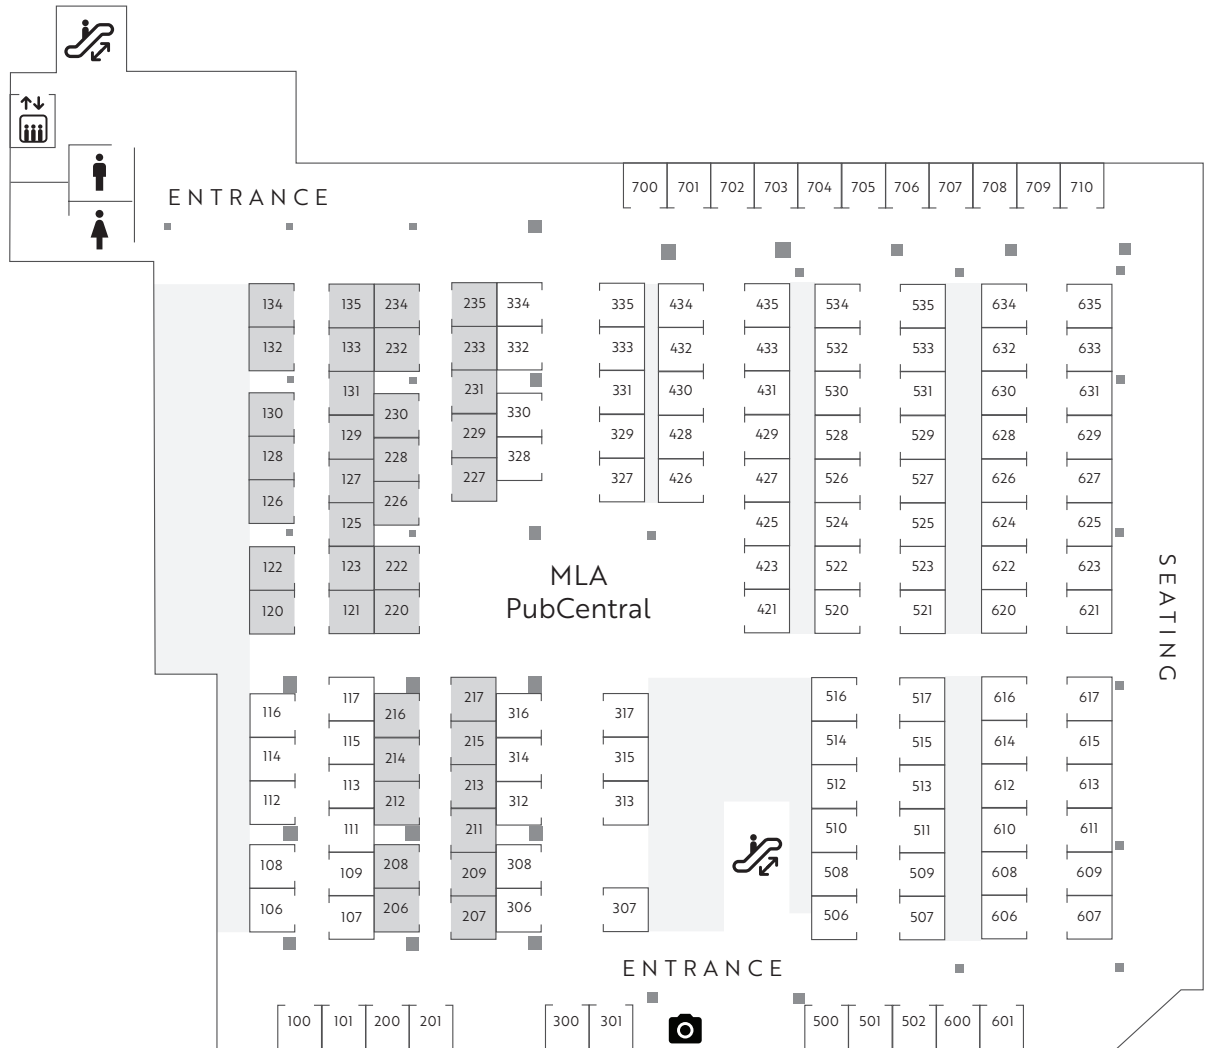 ENTRANCE
700 701 702 703 704 705 706 707 708 709 710
134 135 234 235 334 335 434 435 534 535 634 635
132 133 232 233 332 333 432 433 532 533 632 633
131 231 331 430 431 530 531 630 631
130 129 230 229 330 329 428 429 528 529 628 629
128 127 228 227 328 327 426 427 526 527 626 627
126 125 226 425 524 525 624 625
122 123 222 423 522 523 622 623
120 121 220 421 520 521 620 621
MLA
PubCentral
SEATING
116 117 216 217 316 317 516 517 616 617
114 115 214 215 314 315 514 515 614 615
112 113 212 213 312 313 512 513 612 613
111 211 510 511 610 611
108 109 208 209 308 508 509 608 609
106 107 206 207 306 307 506 507 606 607
ENTRANCE
100 101 200 201 300 301 500 501 502 600 601